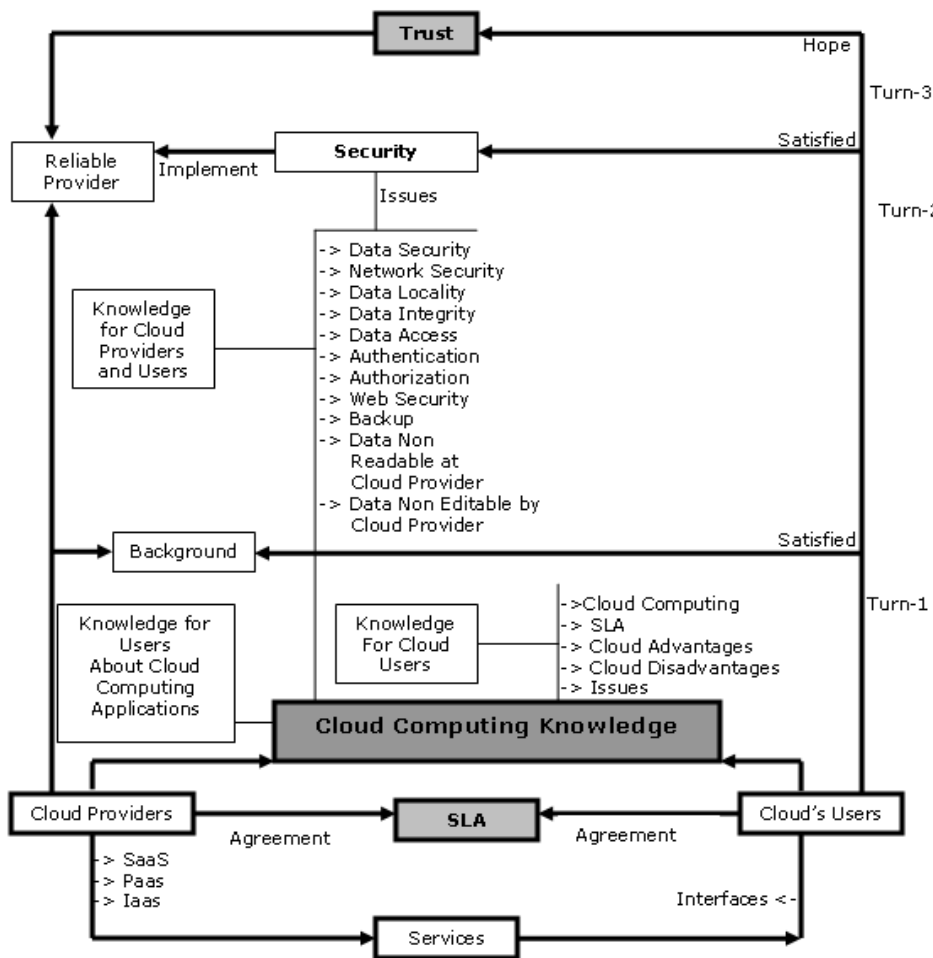 Trust
Hope
Turn-3
Reliable
Provider
Implement
Security
Satisfied
Turn-2
Issues
-> Data Security
-> Network Security
-> Data Locality
-> Data Integrity
-> Data Access
-> Authentication
-> Authorization
-> Web Security
-> Backup
-> Data Non
Readable at
Cloud Provider
-> Data Non Editable by
Cloud Provider
Knowledge
for Cloud
Providers
and Users
Background
Satisfied
Turn-1
Knowledge for
Users
About Cloud
Computing
Applications
Knowledge
For Cloud
Users
->Cloud Computing
-> SLA
-> Cloud Advantages
-> Cloud Disadvantages
-> Issues
Cloud Computing Knowledge
Cloud Providers
Agreement
SLA
Agreement
Cloud's Users
-> SaaS
-> Paas
-> Iaas
Interfaces <-
Services